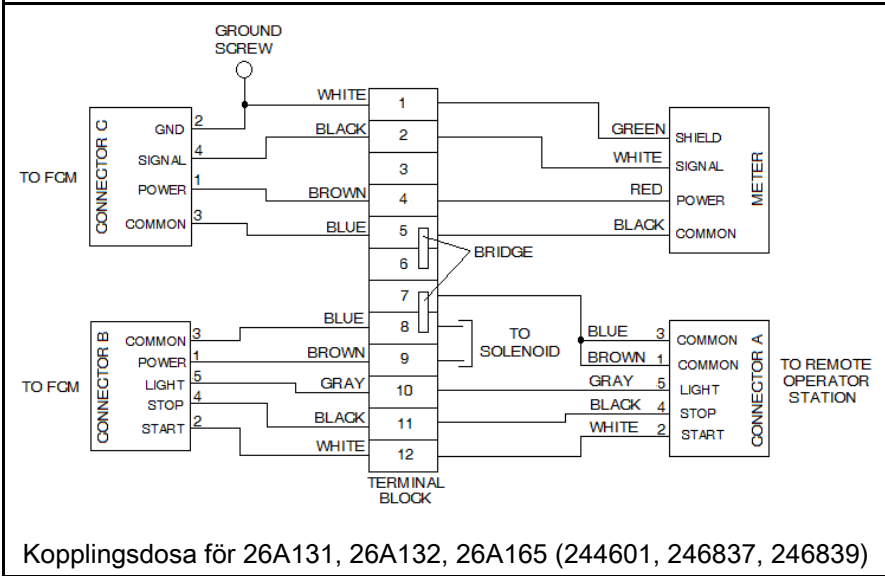 GROUND
SCREW
WHITE
1
GND
2
BLACK
2
GREEN
SHIELD
CONNECTOR C
SIGNAL
4
3
WHITE
SIGNAL
METER
TO FCM
POWER
1
BROWN
4
RED
POWER
COMMON
3
BLUE
5
BLACK
COMMON
BRIDGE
6
7
BLUE
8
TO
SOLENOID
BLUE
3
COMMON
CONNECTOR B
COMMON
3
BROWN
9
BROWN
1
COMMON
CONNECTOR A
TO REMOTE
OPERATOR
STATION
TO FCM
POWER
1
GRAY
10
GRAY
5
LIGHT
LIGHT
5
BLACK
11
BLACK
4
STOP
STOP
4
WHITE
12
WHITE
2
START
START
2
TERMINAL
BLOCK
Kopplingsdosa för 26A131, 26A132, 26A165 (244601, 246837, 246839)